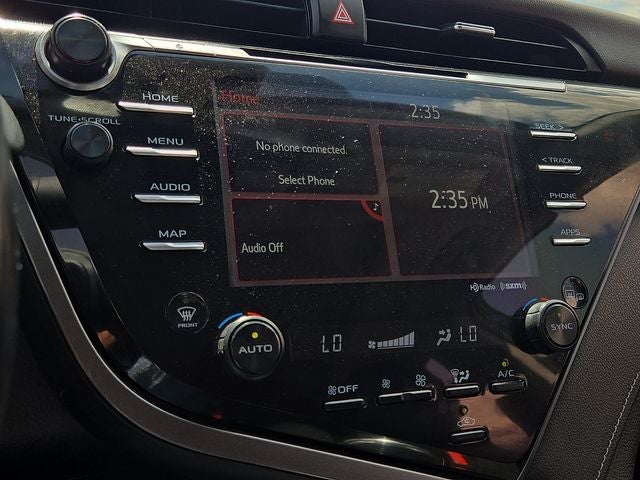 HOME
TUNE•SCROLL
MENU
AUDIO
MAP
Home
2:35
No phone connected.
Select Phone
Audio Off
2:35 PM
SEEK >
< TRACK
PHONE
APPS
HD Radio
((sxm))
FRONT
AUTO
LO
LO
SYNC
OFF
A/C